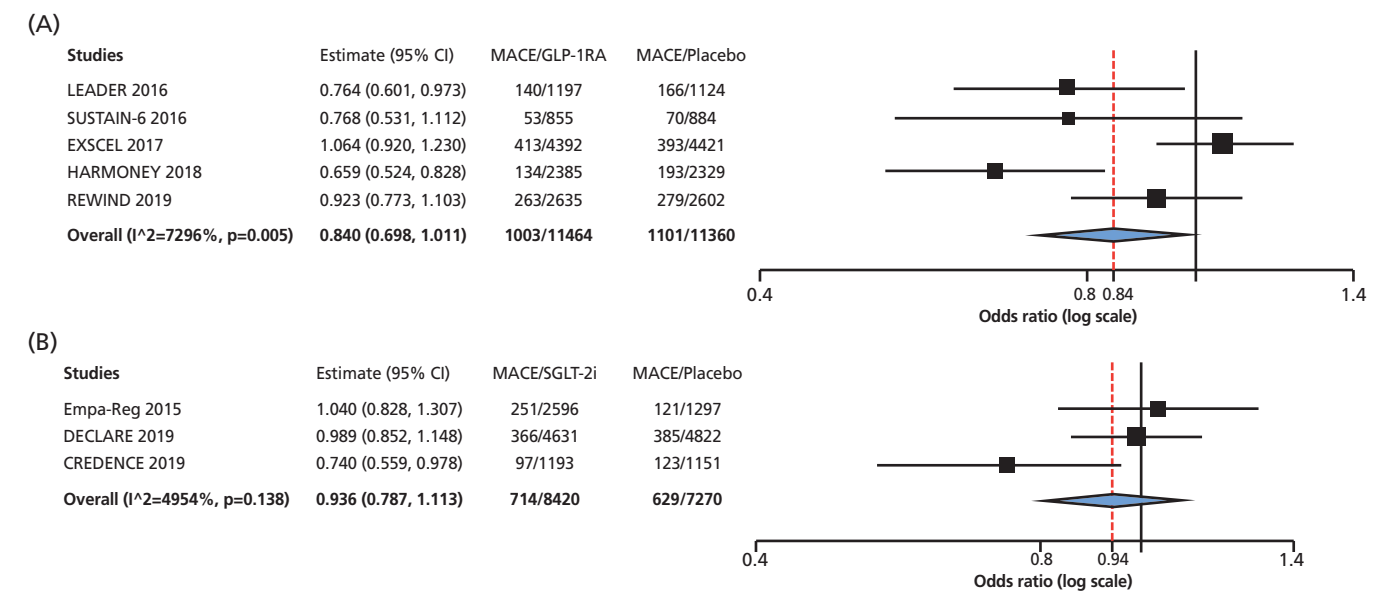 (A)
Studies Estimate (95% CI) MACE/GLP-1RA MACE/Placebo
LEADER 2016 0.764 (0.601, 0.973) 140/1197 166/1124
SUSTAIN-6 2016 0.768 (0.531, 1.112) 53/855 70/884
EXSCEL 2017 1.064 (0.920, 1.230) 413/4392 393/4421
HARMONEY 2018 0.659 (0.524, 0.828) 134/2385 193/2329
REWIND 2019 0.923 (0.773, 1.103) 263/2635 279/2602
Overall (I^2=7296%, p=0.005) 0.840 (0.698, 1.011) 1003/11464 1101/11360
0.4 0.8 0.84 1.4
Odds ratio (log scale)
(B)
Studies Estimate (95% CI) MACE/SGLT-2i MACE/Placebo
Empa-Reg 2015 1.040 (0.828, 1.307) 251/2596 121/1297
DECLARE 2019 0.989 (0.852, 1.148) 366/4631 385/4822
CREDENCE 2019 0.740 (0.559, 0.978) 97/1193 123/1151
Overall (I^2=4954%, p=0.138) 0.936 (0.787, 1.113) 714/8420 629/7270
0.4 0.8 0.94 1.4
Odds ratio (log scale)